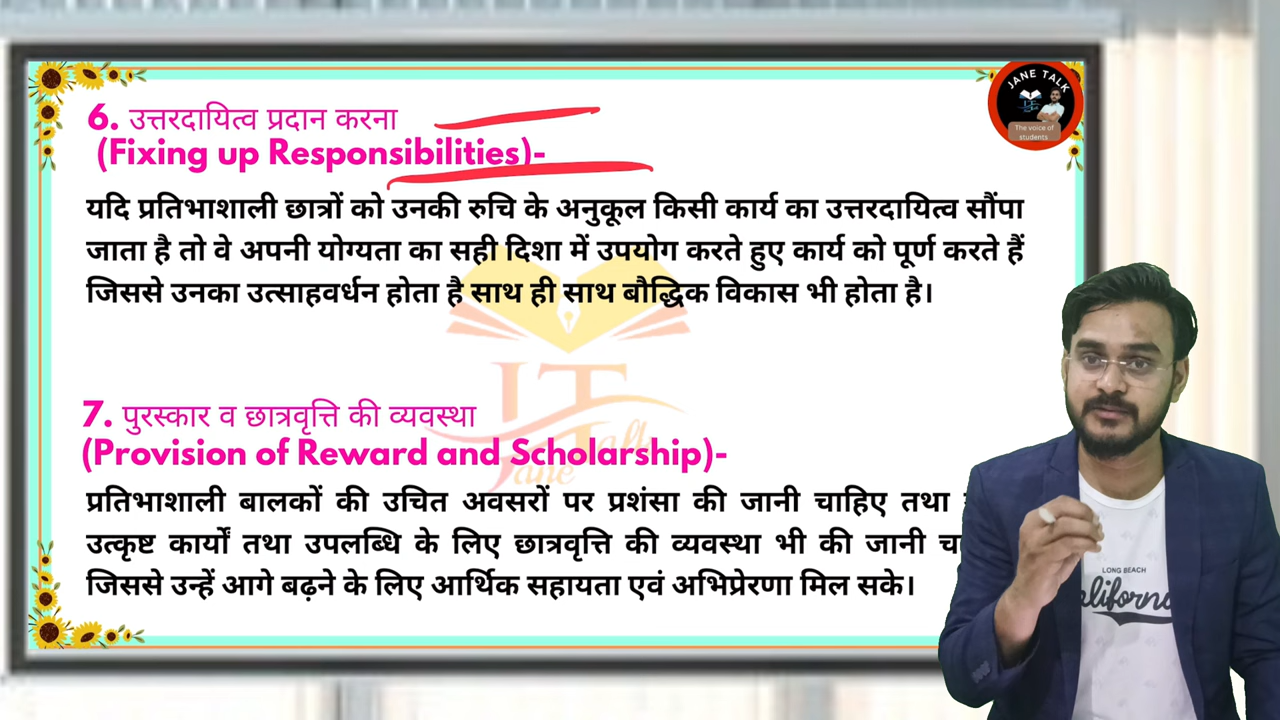 JANE TALK
The voice of
students
6. उत्तरदायित्व प्रदान करना
(Fixing up Responsibilities)-
यदि प्रतिभाशाली छात्रों को उनकी रुचि के अनुकूल किसी कार्य का उत्तरदायित्व सौंपा
जाता है तो वे अपनी योग्यता का सही दिशा में उपयोग करते हुए कार्य को पूर्ण करते हैं
जिससे उनका उत्साहवर्धन होता है साथ ही साथ बौद्धिक विकास भी होता है।
JT
Jane Talk
7. पुरस्कार व छात्रवृत्ति की व्यवस्था
(Provision of Reward and Scholarship)-
प्रतिभाशाली बालकों की उचित अवसरों पर प्रशंसा की जानी चाहिए तथा
उत्कृष्ट कार्यों तथा उपलब्धि के लिए छात्रवृत्ति की व्यवस्था भी की जानी
जिससे उन्हें आगे बढ़ने के लिए आर्थिक सहायता एवं अभिप्रेरणा मिल सके।
LONG BEACH